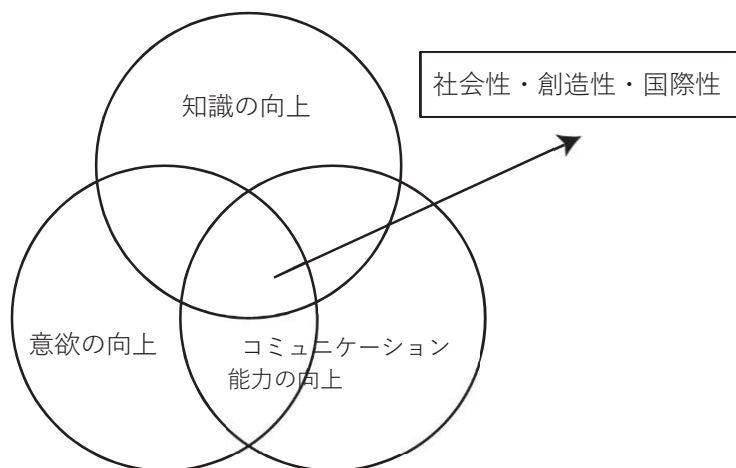 社会性・創造性・国際性
知識の向上
意欲の向上
コミュニケーション
能力の向上